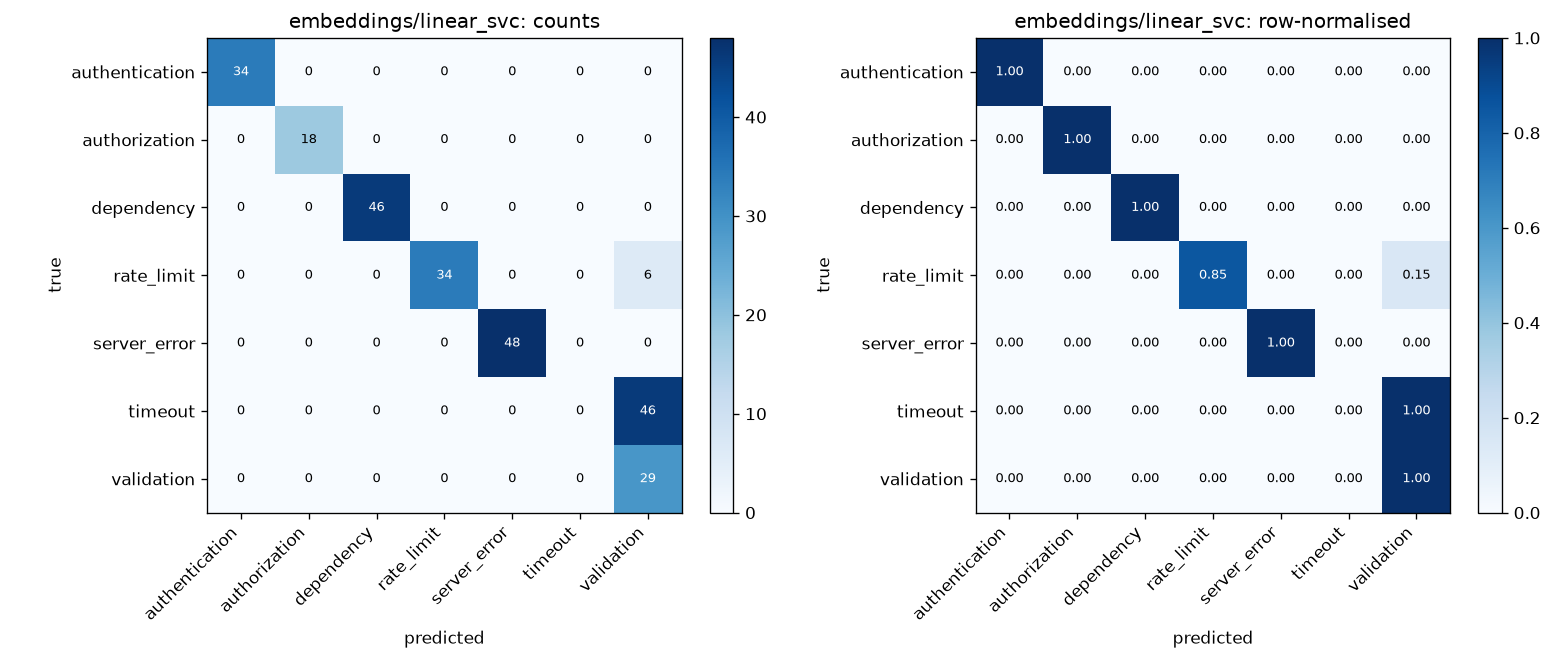 embeddings/linear_svc: counts
true
authentication 34 0 0 0 0 0 0
authorization 0 18 0 0 0 0 0
dependency 0 0 46 0 0 0 0
rate_limit 0 0 0 34 0 0 6
server_error 0 0 0 0 48 0 0
timeout 0 0 0 0 0 0 46
validation 0 0 0 0 0 0 29
authentication authorization dependency rate_limit server_error timeout validation
predicted
40
30
20
10
0
embeddings/linear_svc: row-normalised
true
authentication 1.00 0.00 0.00 0.00 0.00 0.00 0.00
authorization 0.00 1.00 0.00 0.00 0.00 0.00 0.00
dependency 0.00 0.00 1.00 0.00 0.00 0.00 0.00
rate_limit 0.00 0.00 0.00 0.85 0.00 0.00 0.15
server_error 0.00 0.00 0.00 0.00 1.00 0.00 0.00
timeout 0.00 0.00 0.00 0.00 0.00 0.00 1.00
validation 0.00 0.00 0.00 0.00 0.00 0.00 1.00
authentication authorization dependency rate_limit server_error timeout validation
predicted
1.0
0.8
0.6
0.4
0.2
0.0